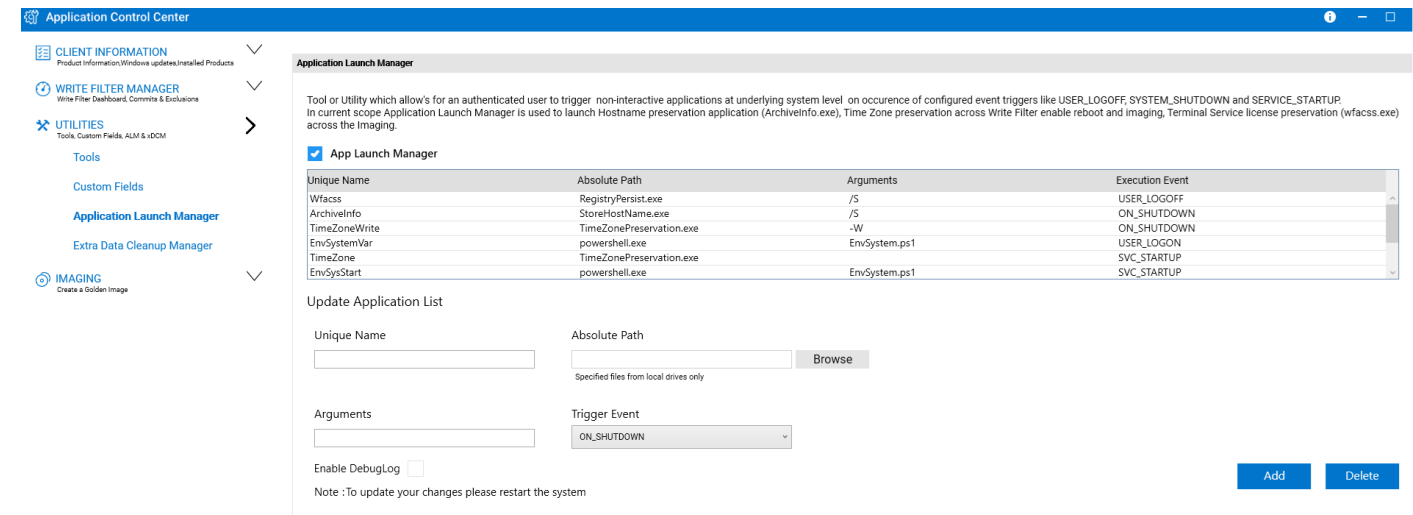 Application Control Center
CLIENT INFORMATION
Product Information,Windows updates,Installed Products
WRITE FILTER MANAGER
Write Filter Dashboard, Commits & Exclusions
UTILITIES
Tools, Custom Fields, ALM & xDCM
Tools
Custom Fields
Application Launch Manager
Extra Data Cleanup Manager
IMAGING
Create a Golden Image
Application Launch Manager
Tool or Utility which allow's for an authenticated user to trigger non-interactive applications at underlying system level on occurence of configured event triggers like USER_LOGOFF, SYSTEM_SHUTDOWN and SERVICE_STARTUP.
In current scope Application Launch Manager is used to launch Hostname preservation application (ArchiveInfo.exe), Time Zone preservation across Write Filter enable reboot and imaging, Terminal Service license preservation (wfacss.exe)
across the Imaging.
App Launch Manager
Unique Name Absolute Path Arguments Execution Event
Wfacss RegistryPersist.exe /S USER_LOGOFF
ArchiveInfo StoreHostName.exe /S ON_SHUTDOWN
TimeZoneWrite TimeZonePreservation.exe -W ON_SHUTDOWN
EnvSystemVar powershell.exe EnvSystem.ps1 USER_LOGON
TimeZone TimeZonePreservation.exe SVC_STARTUP
EnvSysStart powershell.exe EnvSystem.ps1 SVC_STARTUP
Update Application List
Unique Name Absolute Path
Browse
Specified files from local drives only
Arguments Trigger Event
ON_SHUTDOWN
Enable DebugLog
Add Delete
Note :To update your changes please restart the system